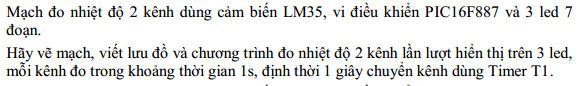 Mạch đo nhiệt độ 2 kênh dùng cảm biến LM35, vi điều khiển PIC16F887 và 3 led 7
đoạn.
Hãy vẽ mạch, viết lưu đồ và chương trình đo nhiệt độ 2 kênh lần lượt hiển thị trên 3 led,
mỗi kênh đo trong khoảng thời gian 1s, định thời 1 giây chuyển kênh dùng Timer T1.